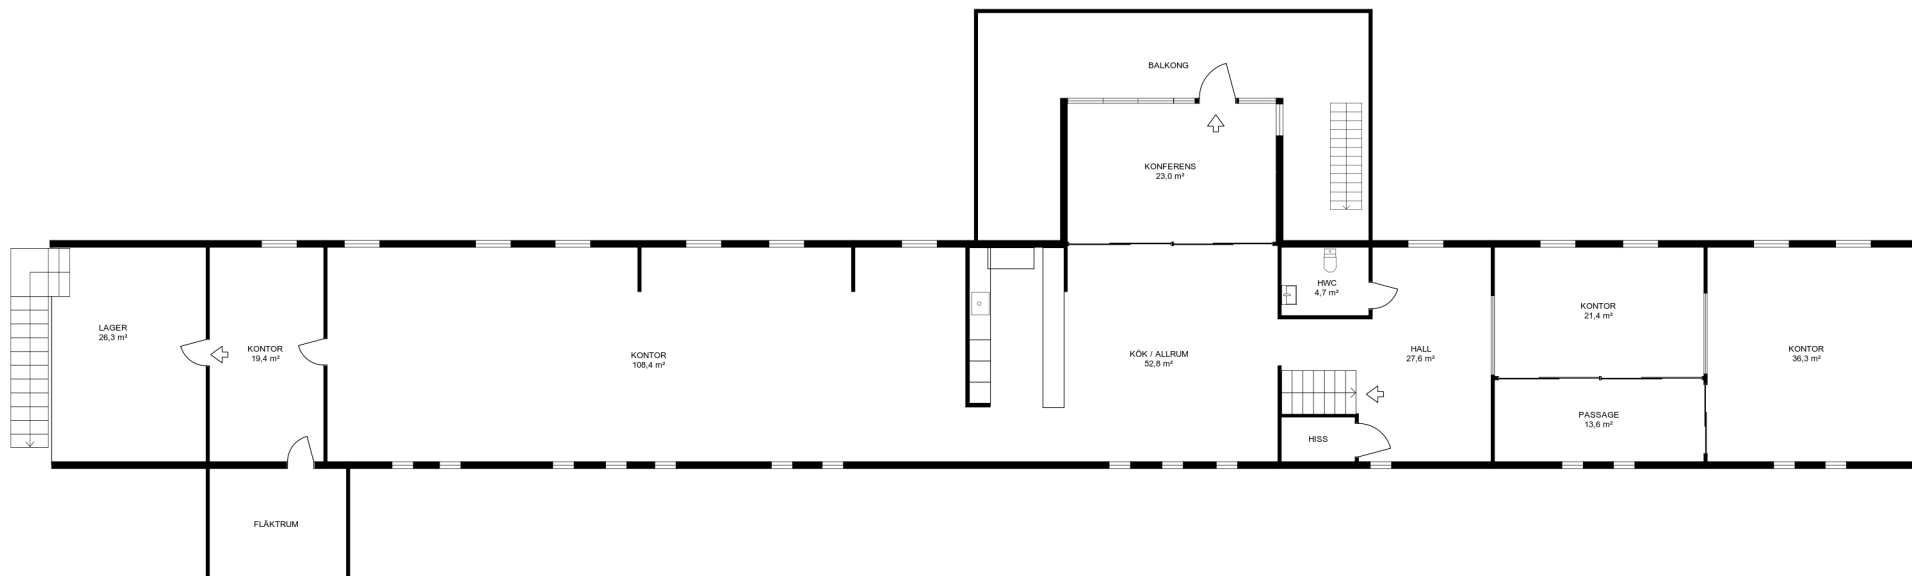 BALKONG
KONFERENS
23,0 m²
LAGER
26,3 m²
KONTOR
19,4 m²
KONTOR
108,4 m²
KÖK / ALLRUM
52,8 m²
HWC
4,7 m²
HALL
27,6 m²
KONTOR
21,4 m²
KONTOR
36,3 m²
PASSAGE
13,6 m²
HISS
FLÄKTRUM